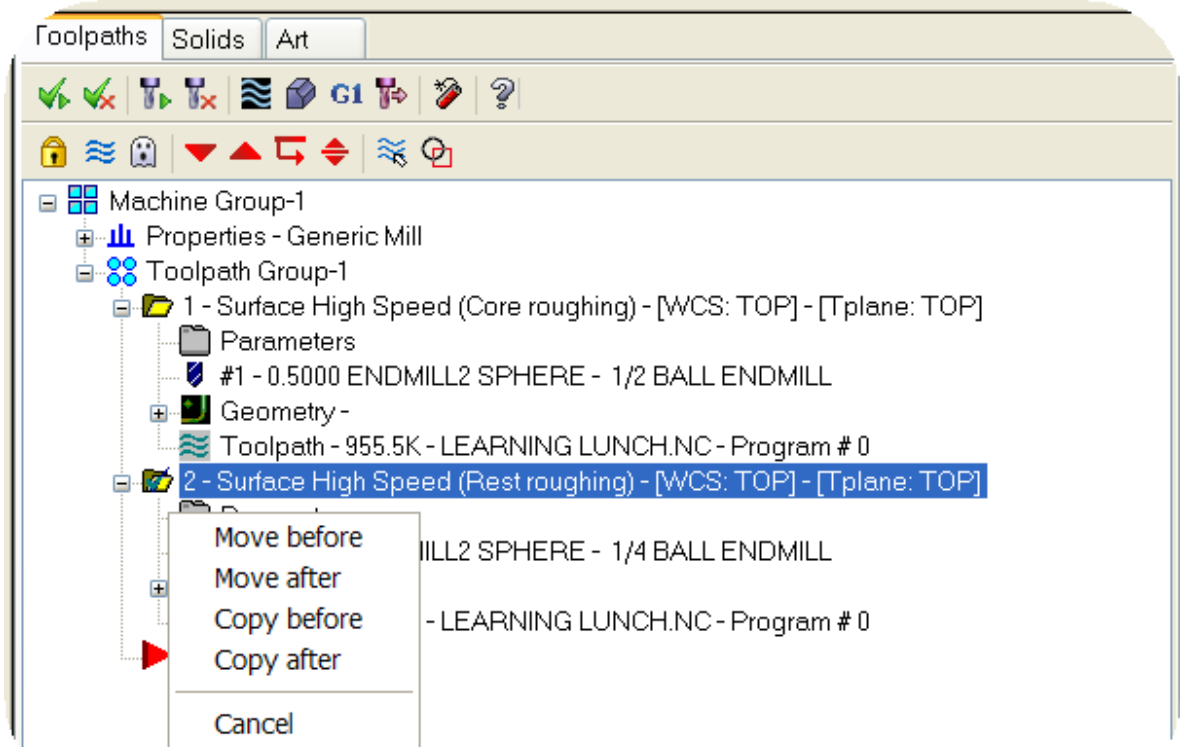 Toolpaths Solids Art
G1
Machine Group-1
Properties - Generic Mill
Toolpath Group-1
1 - Surface High Speed (Core roughing) - [WCS: TOP] - [Tplane: TOP]
Parameters
#1 - 0.5000 ENDMILL2 SPHERE - 1/2 BALL ENDMILL
Geometry -
Toolpath - 955.5K - LEARNING LUNCH.NC - Program # 0
2 - Surface High Speed (Rest roughing) - [WCS: TOP] - [Tplane: TOP]
Move before
ILL2 SPHERE - 1/4 BALL ENDMILL
Move after
Copy before
- LEARNING LUNCH.NC - Program # 0
Copy after
Cancel